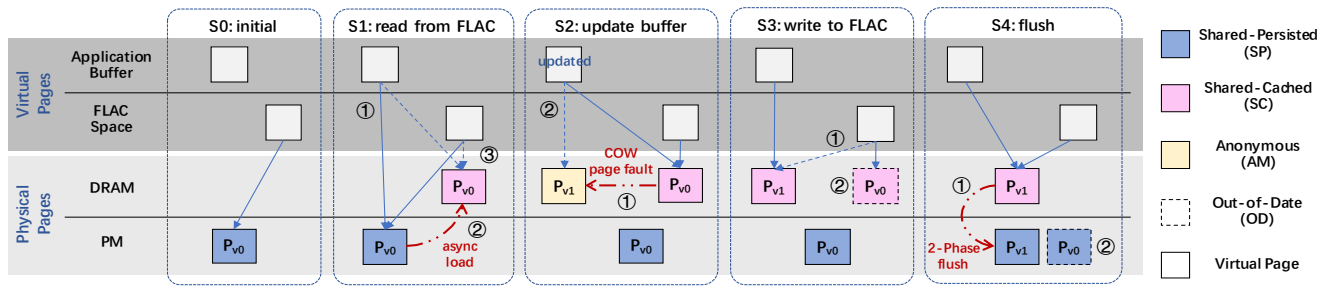 S0: initial
S1: read from FLAC
S2: update buffer
S3: write to FLAC
S4: flush
Virtual
Pages
Application
Buffer
updated
FLAC
Space
①
②
③
①
Physical
Pages
DRAM
PM
Pv0
Pv0
②
async
load
Pv0
COW
page fault
Pv1
①
Pv0
Pv0
Pv1
②
Pv0
Pv0
①
Pv1
2-Phase
flush
Pv1
Pv0
②
Shared-Persisted
(SP)
Shared-Cached
(SC)
Anonymous
(AM)
Out-of-Date
(OD)
Virtual Page